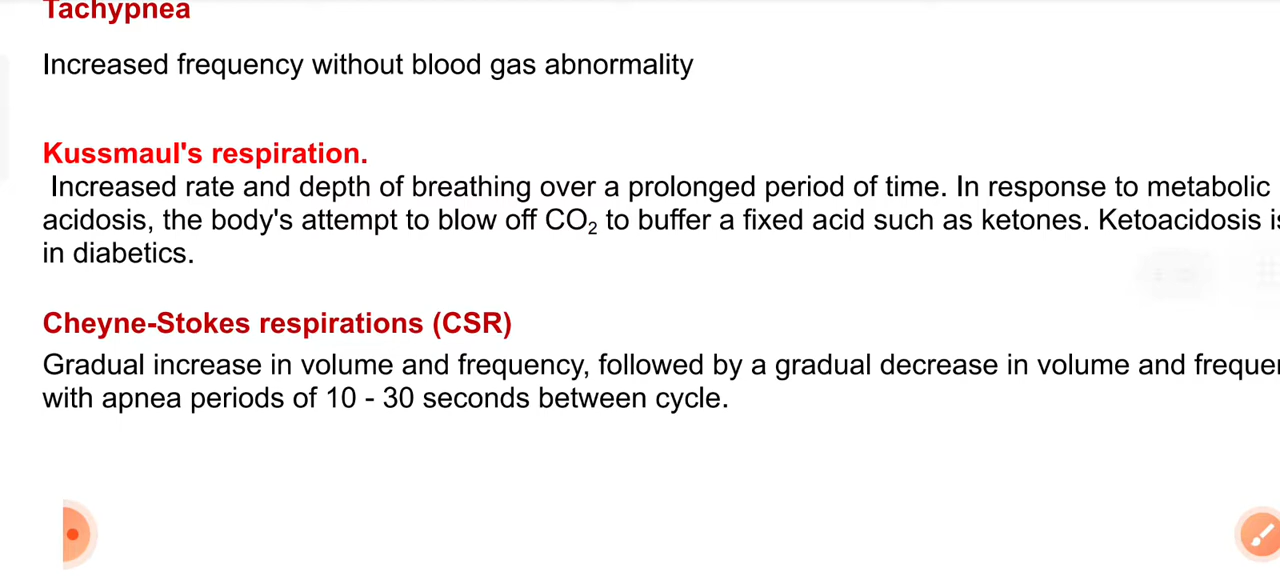 Tachypnea
Increased frequency without blood gas abnormality
Kussmaul's respiration.
Increased rate and depth of breathing over a prolonged period of time. In response to metabolic
acidosis, the body's attempt to blow off CO₂ to buffer a fixed acid such as ketones. Ketoacidosis
in diabetics.
Cheyne-Stokes respirations (CSR)
Gradual increase in volume and frequency, followed by a gradual decrease in volume and
with apnea periods of 10 - 30 seconds between cycle.